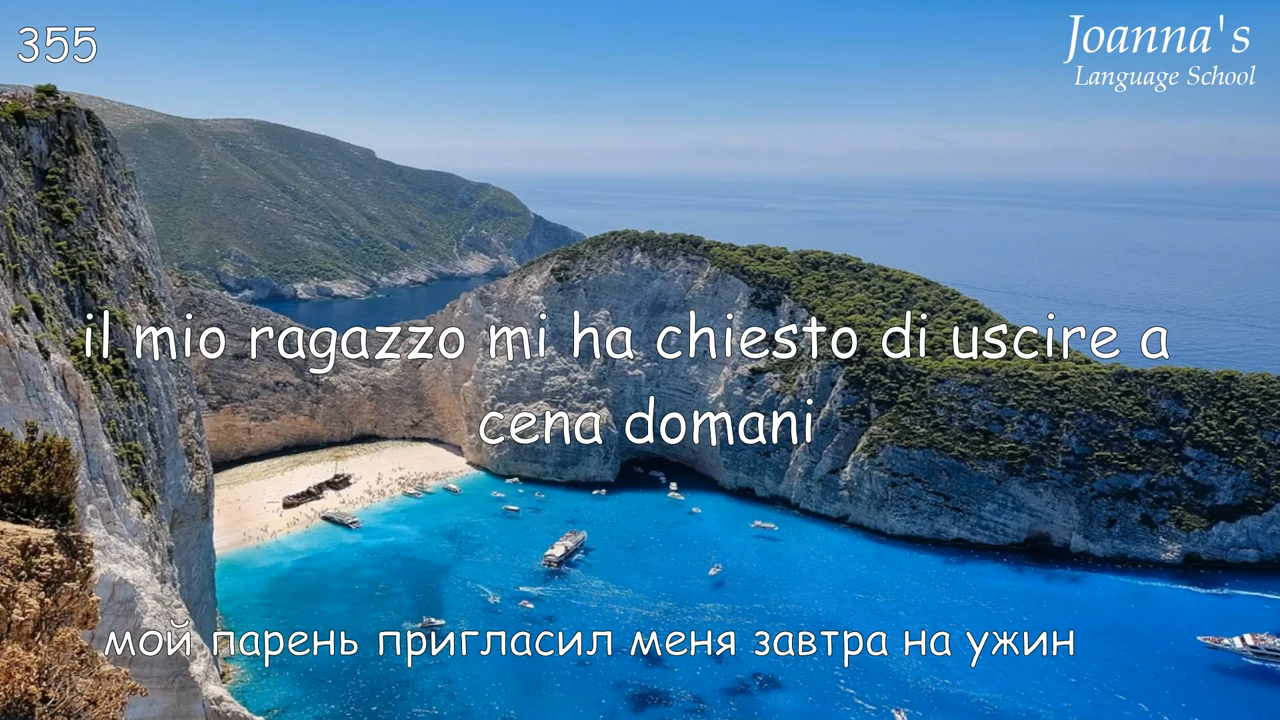 355
Joanna's
Language School
il mio ragazzo mi ha chiesto di uscire a
cena domani
мой парень пригласил меня завтра на ужин